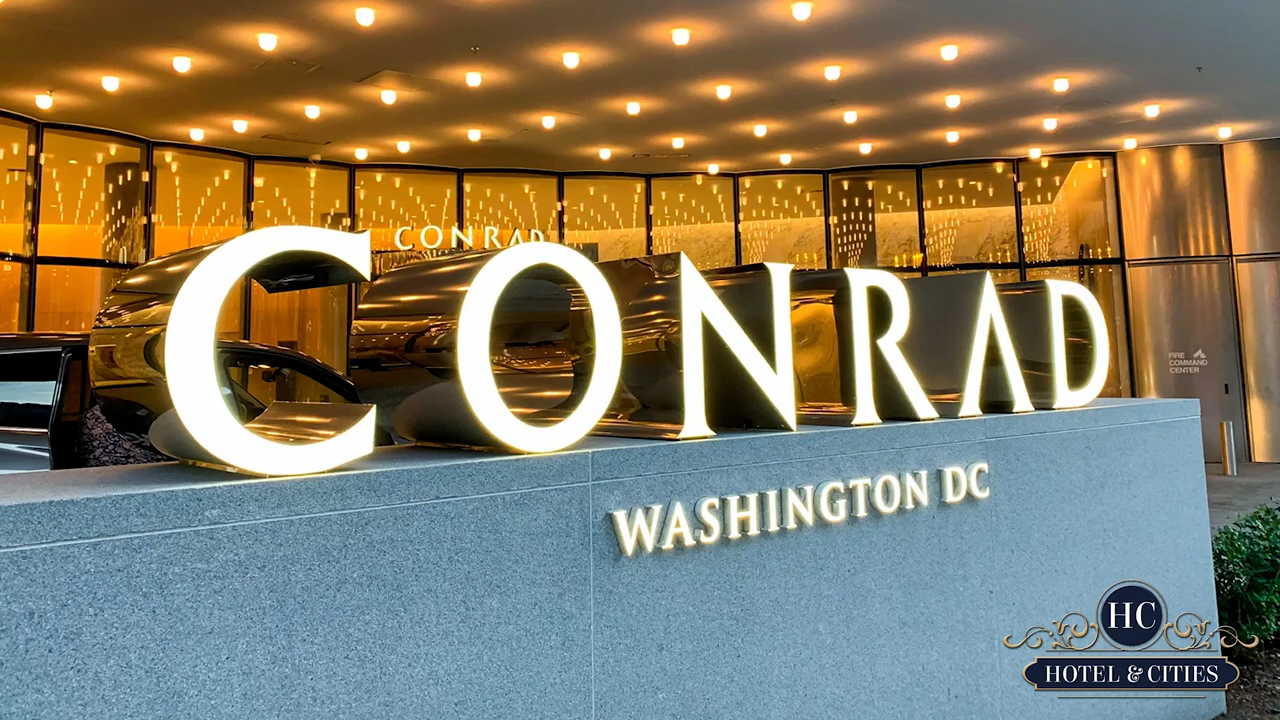 CONRAD
CONRAD
WASHINGTON DC
FIRE
COMMAND
CENTER
HC
HOTEL & CITIES